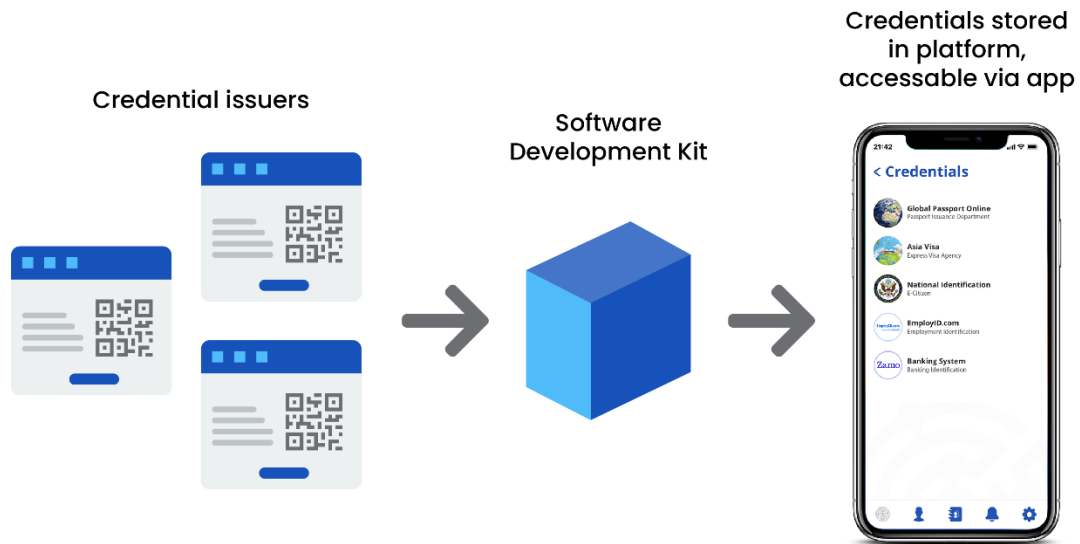 Credential issuers
Software
Development Kit
Credentials stored
in platform,
accessable via app
21:42
< Credentials
Global Passport Online
Passport Issuance Department
Asia Visa
Express Visa Agency
National Identification
E-Citizen
EmployID.com
EmployID.com
Employment Identification
Zamo
Banking System
Banking Identification